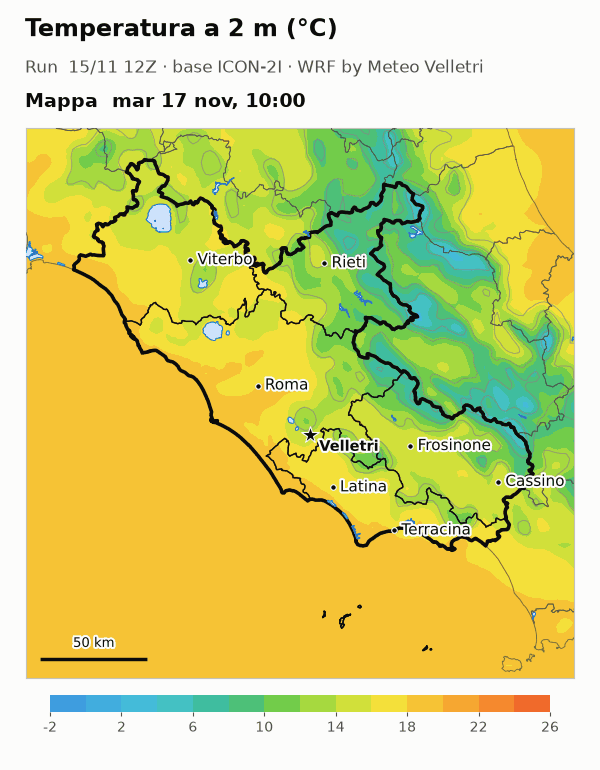 Temperatura a 2 m (°C)
Run  15/11 12Z · base ICON-2I · WRF by Meteo Velletri
Mappa  mar 17 nov, 10:00
Viterbo
Rieti
Roma
Velletri
Frosinone
Cassino
Latina
Terracina
50 km
-2 2 6 10 14 18 22 26